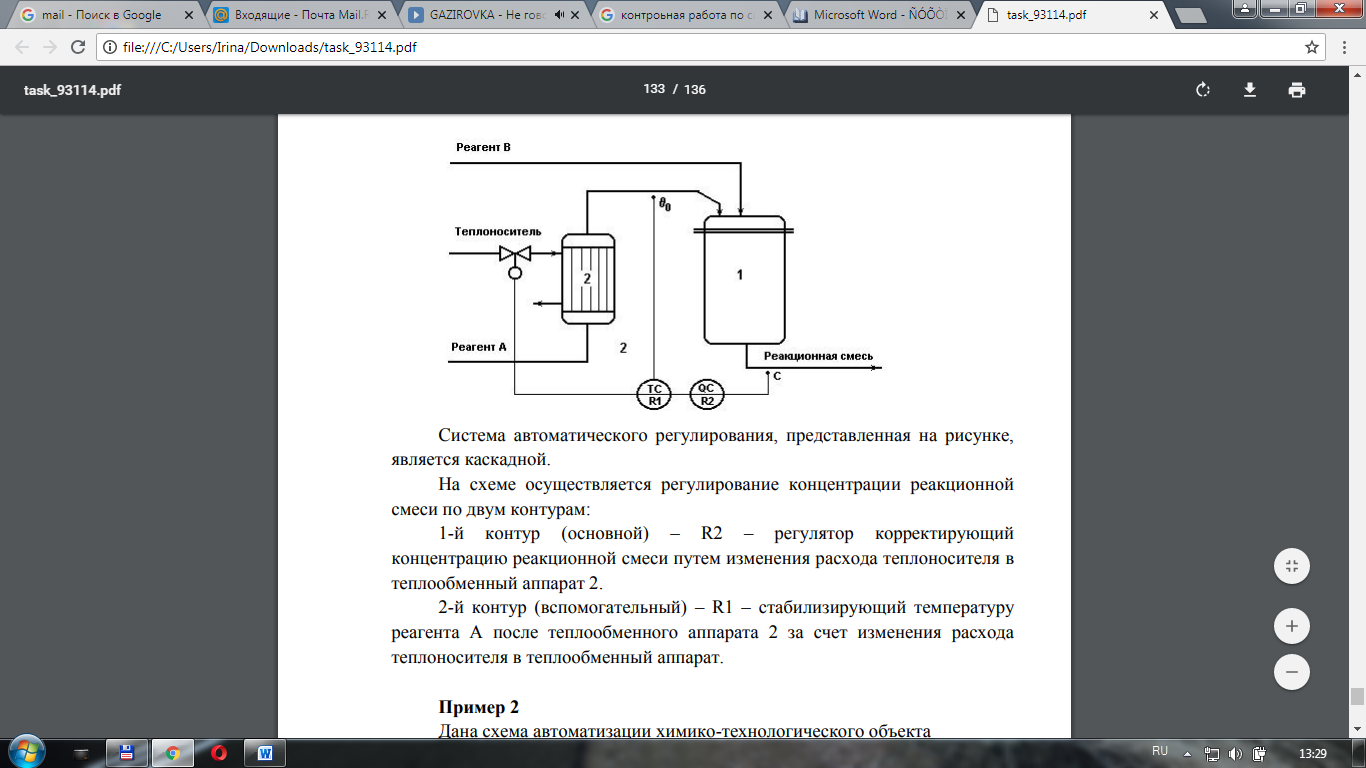 mail - Поиск в Google
Входящие - Почта Mail.R
GAZIROVKA - Не гово
контроьная работа по с
Microsoft Word - ÑÓÕÒ
task_93114.pdf
file:///C:/Users/Irina/Downloads/task_93114.pdf
task_93114.pdf
133 / 136
Реагент В
θ0
Теплоноситель
2
1
Реагент А
2
Реакционная смесь
С
TC
R1
QC
R2
Система автоматического регулирования, представленная на рисунке,
является каскадной.
На схеме осуществляется регулирование концентрации реакционной
смеси по двум контурам:
1-й контур (основной) – R2 – регулятор корректирующий
концентрацию реакционной смеси путем изменения расхода теплоносителя в
теплообменный аппарат 2.
2-й контур (вспомогательный) – R1 – стабилизирующий температуру
реагента А после теплообменного аппарата 2 за счет изменения расхода
теплоносителя в теплообменный аппарат.
Пример 2
Дана схема автоматизации химико-технологического объекта
RU
13:29